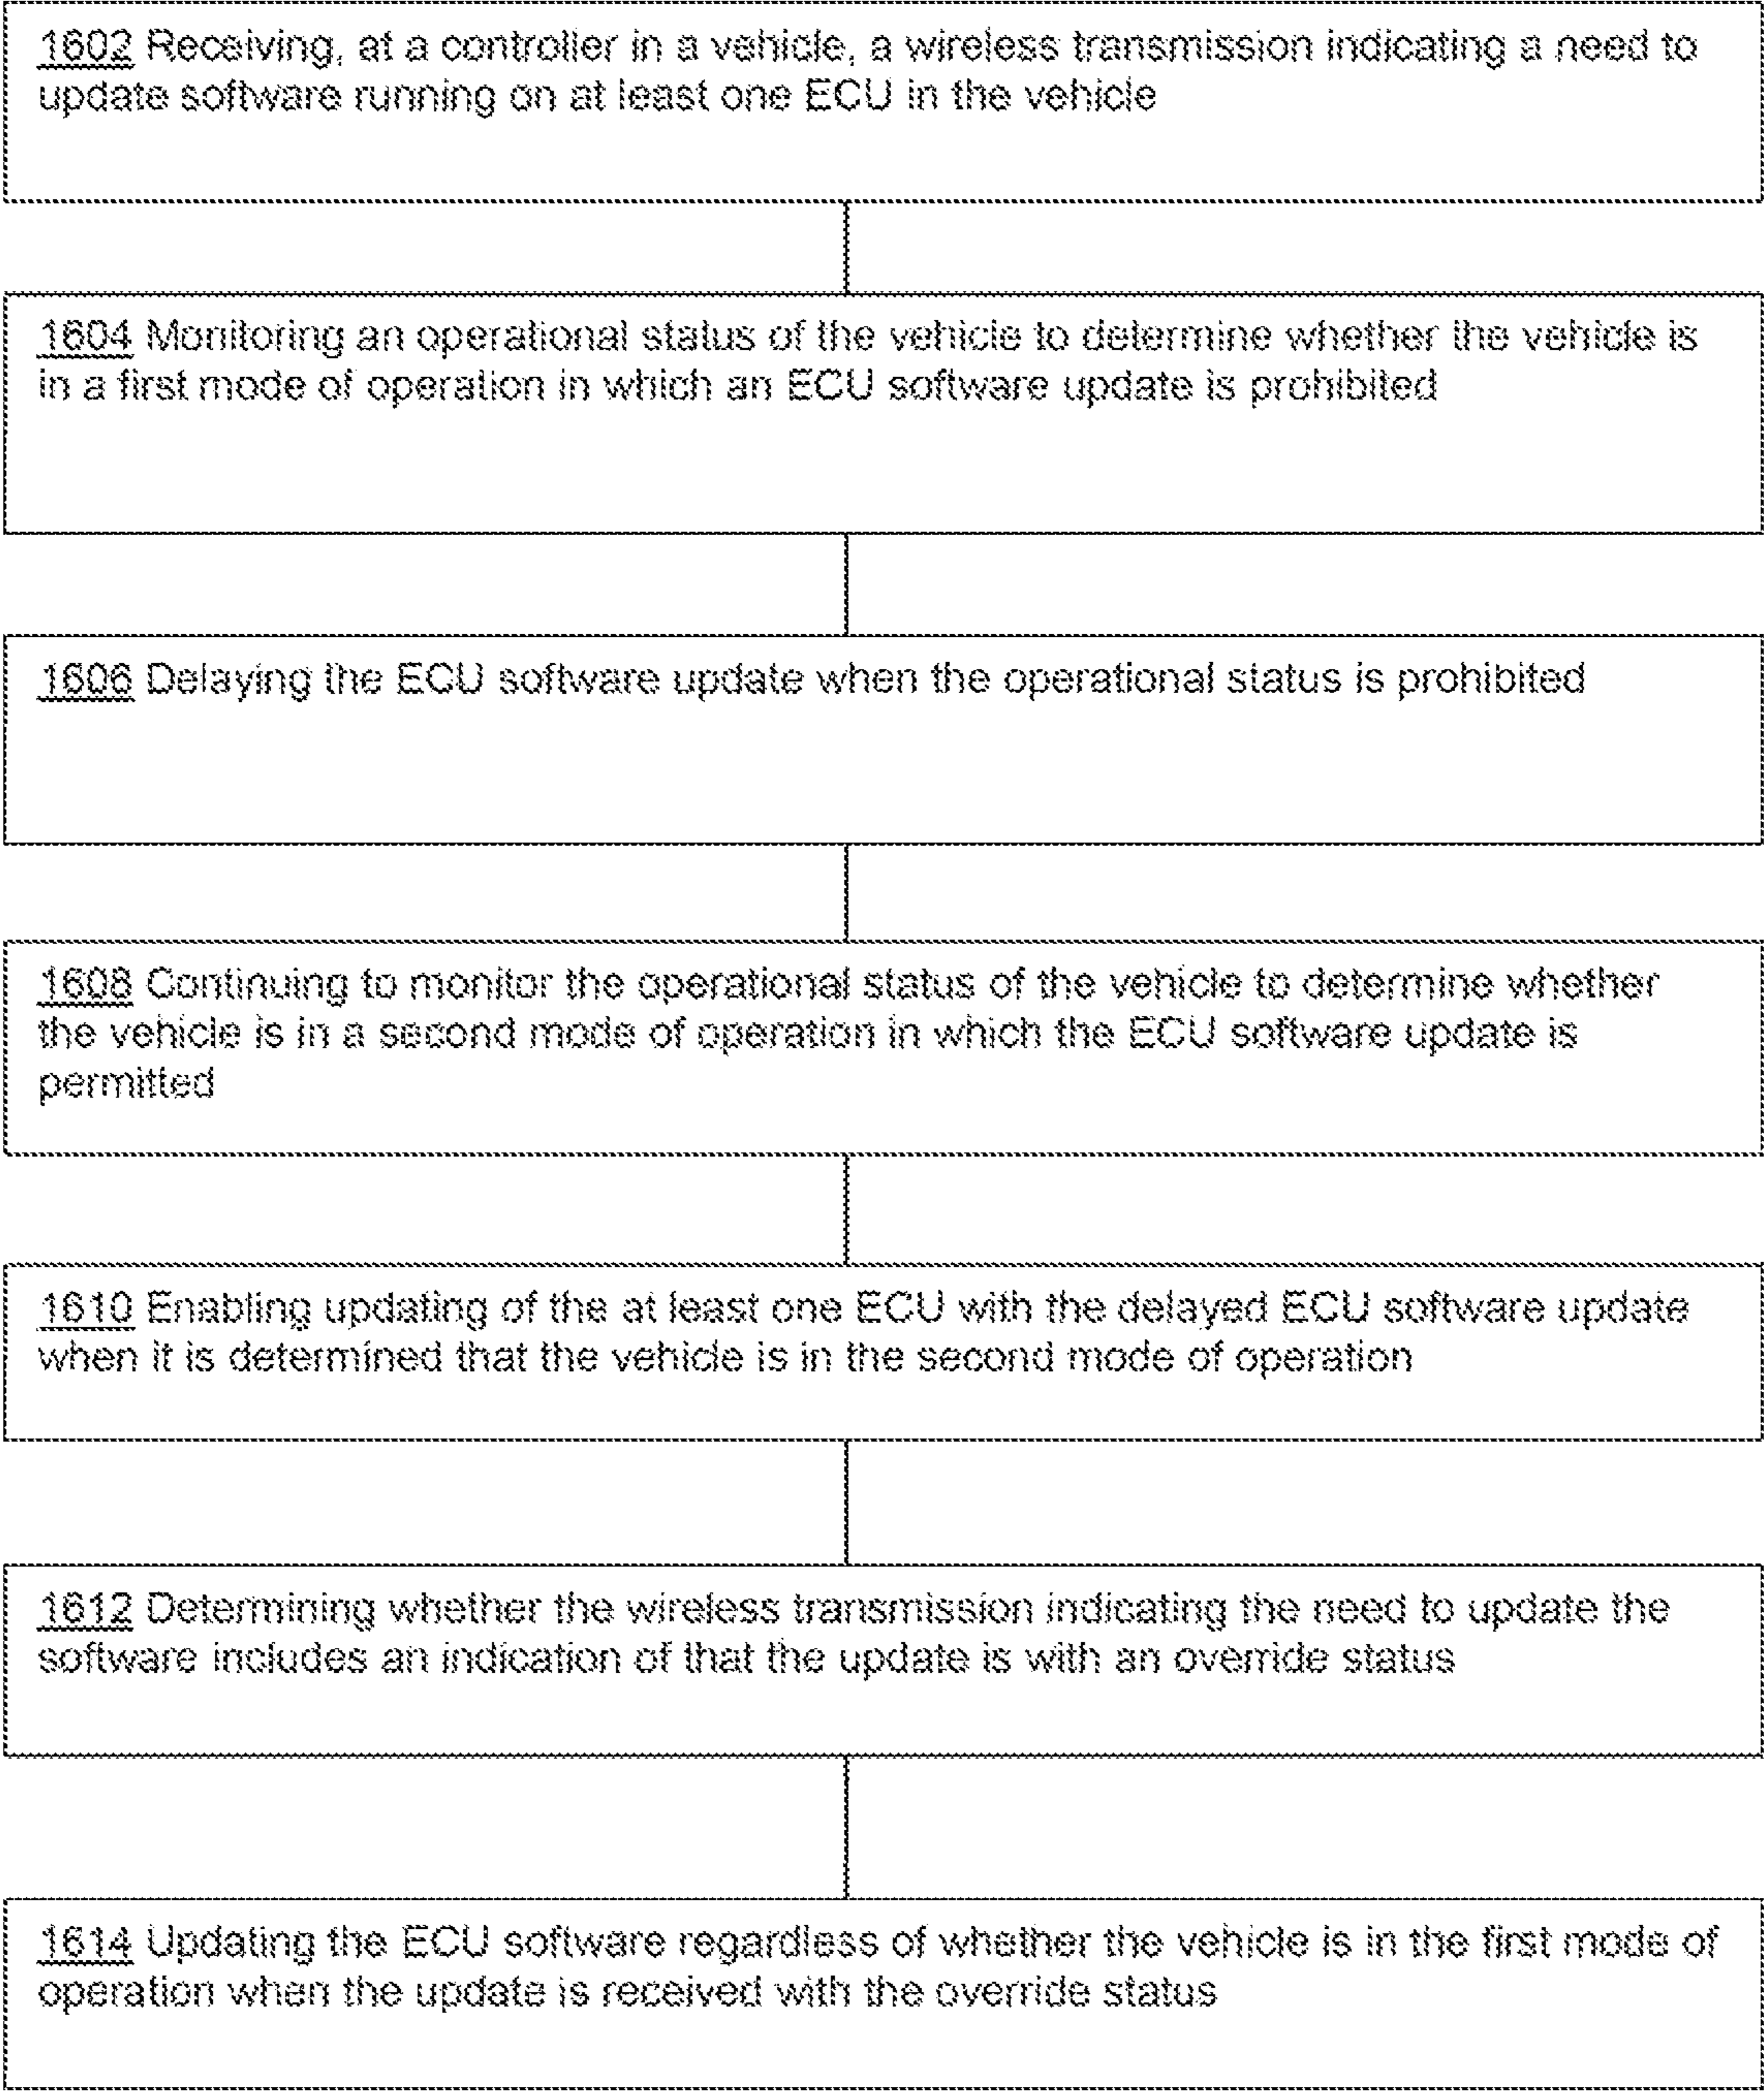 1602 Receiving, at a controller in a vehicle, a wireless transmission indicating a need to
update software running on at least one ECU in the vehicle
1604 Monitoring an operational status of the vehicle to determine whether the vehicle is
in a first mode of operation in which an ECU software update is prohibited
1606 Delaying the ECU software update when the operational status is prohibited
1608 Continuing to monitor the operational status of the vehicle to determine whether
the vehicle is in a second mode of operation in which the ECU software update is
permitted
1610 Enabling updating of the at least one ECU with the delayed ECU software update
when it is determined that the vehicle is in the second mode of operation
1612 Determining whether the wireless transmission indicating the need to update the
software includes an indication of that the update is with an override status
1614 Updating the ECU software regardless of whether the vehicle is in the first mode of
operation when the update is received with the override status